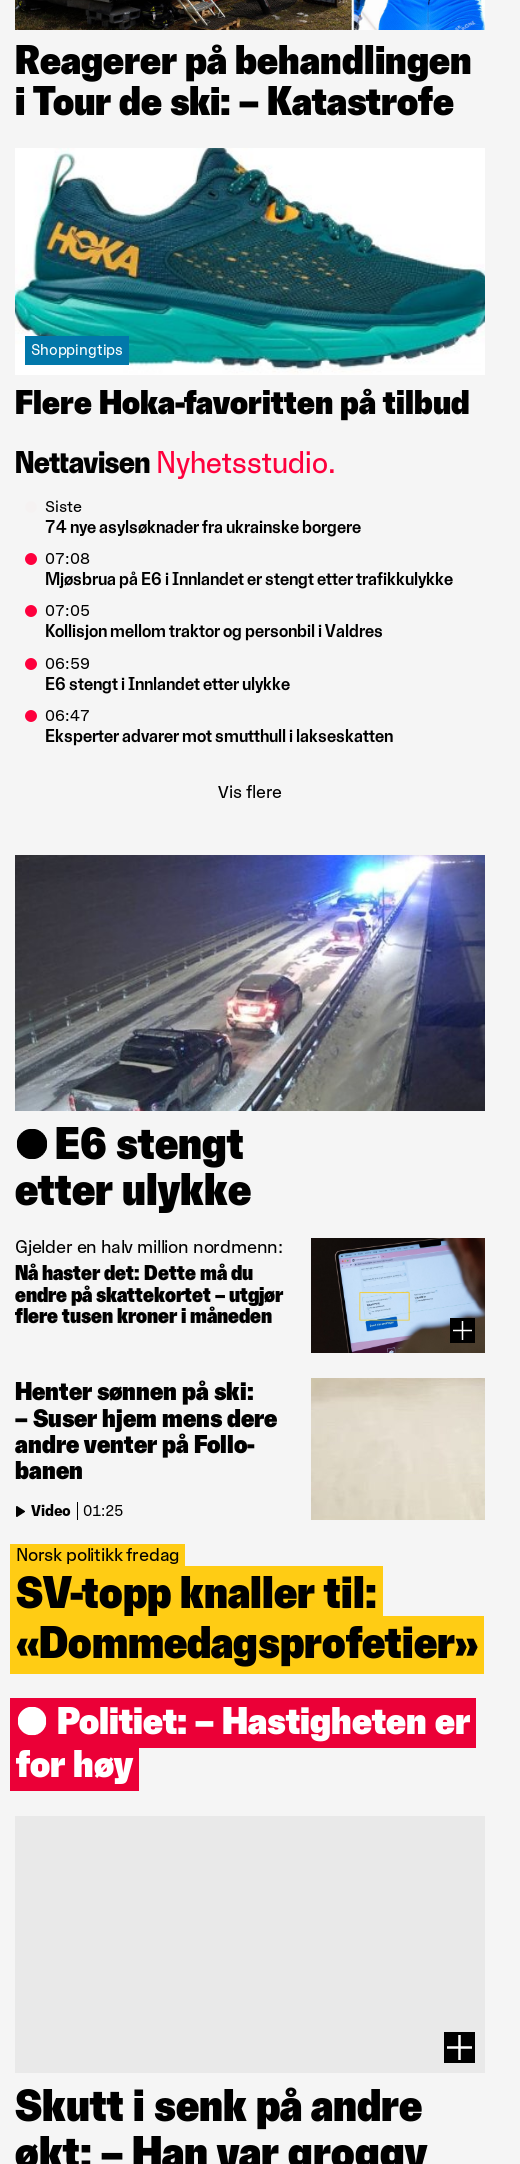 Reagerer på behandlingen
i Tour de ski: – Katastrofe
HOKA
Shoppingtips
Flere Hoka-favoritten på tilbud
Nettavisen Nyhetsstudio.
Siste
74 nye asylsøknader fra ukrainske borgere
07:08
Mjøsbrua på E6 i Innlandet er stengt etter trafikkulykke
07:05
Kollisjon mellom traktor og personbil i Valdres
06:59
E6 stengt i Innlandet etter ulykke
06:47
Eksperter advarer mot smutthull i lakseskatten
Vis flere
E6 stengt
etter ulykke
Gjelder en halv million nordmenn:
Nå haster det: Dette må du
endre på skattekortet – utgjør
flere tusen kroner i måneden
Henter sønnen på ski:
– Suser hjem mens dere
andre venter på Follo-
banen
Video | 01:25
Norsk politikk fredag
SV-topp knaller til:
«Dommedagsprofetier»
Politiet: – Hastigheten er
for høy
Skutt i senk på andre
økt: – Han var groggy